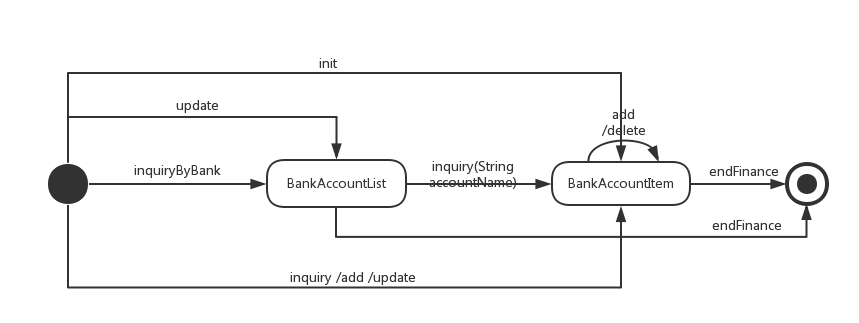 init
update
add
/delete
inquiryByBank
inquiry(String
accountName)
endFinance
BankAccountList
BankAccountItem
endFinance
inquiry /add /update